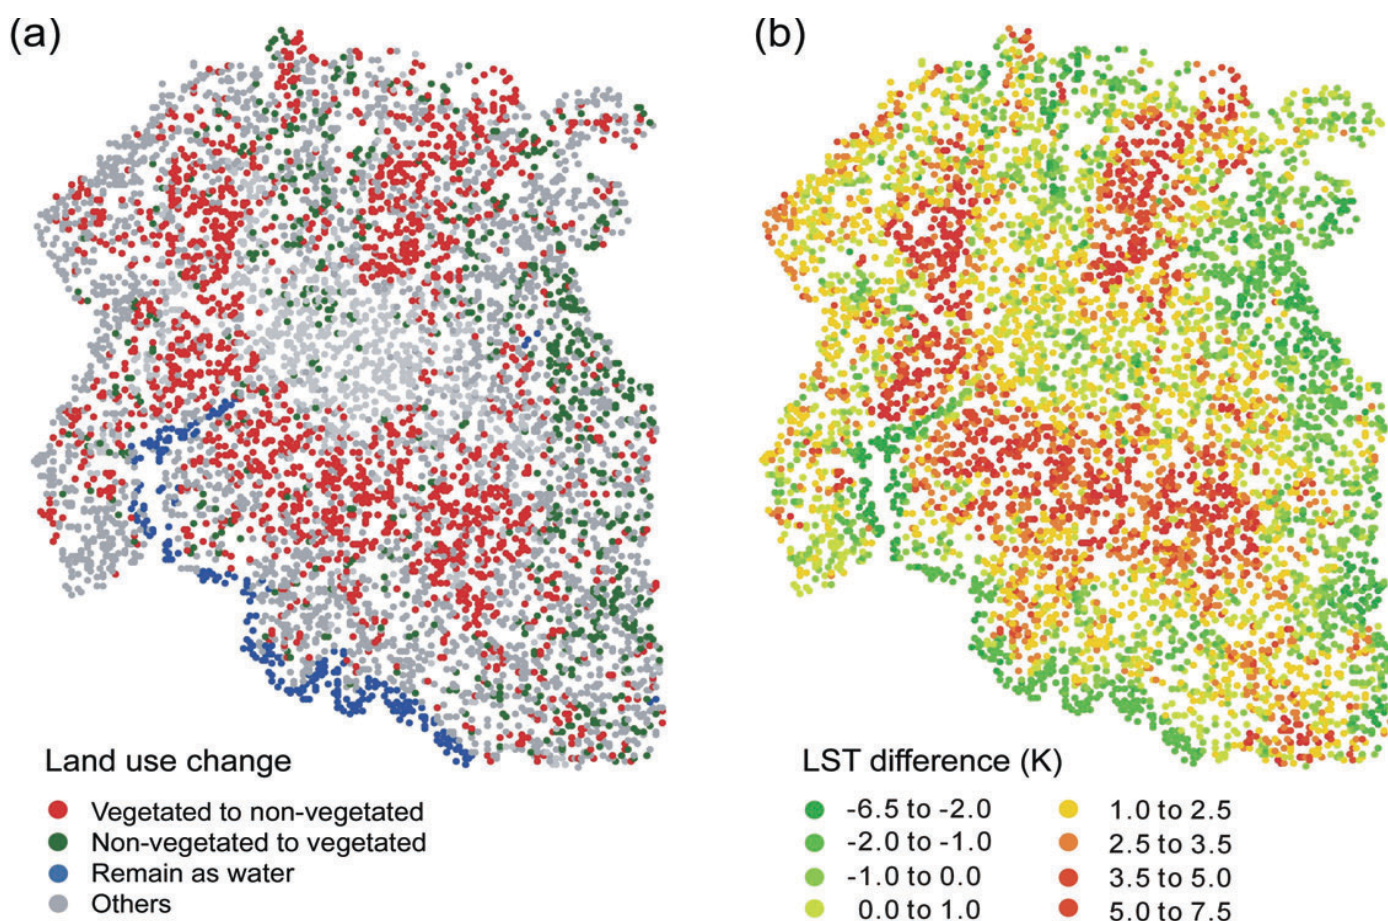 (a)
(b)
Land use change
Vegetated to non-vegetated
Non-vegetated to vegetated
Remain as water
Others
LST difference (K)
-6.5 to -2.0
-2.0 to -1.0
-1.0 to 0.0
0.0 to 1.0
1.0 to 2.5
2.5 to 3.5
3.5 to 5.0
5.0 to 7.5